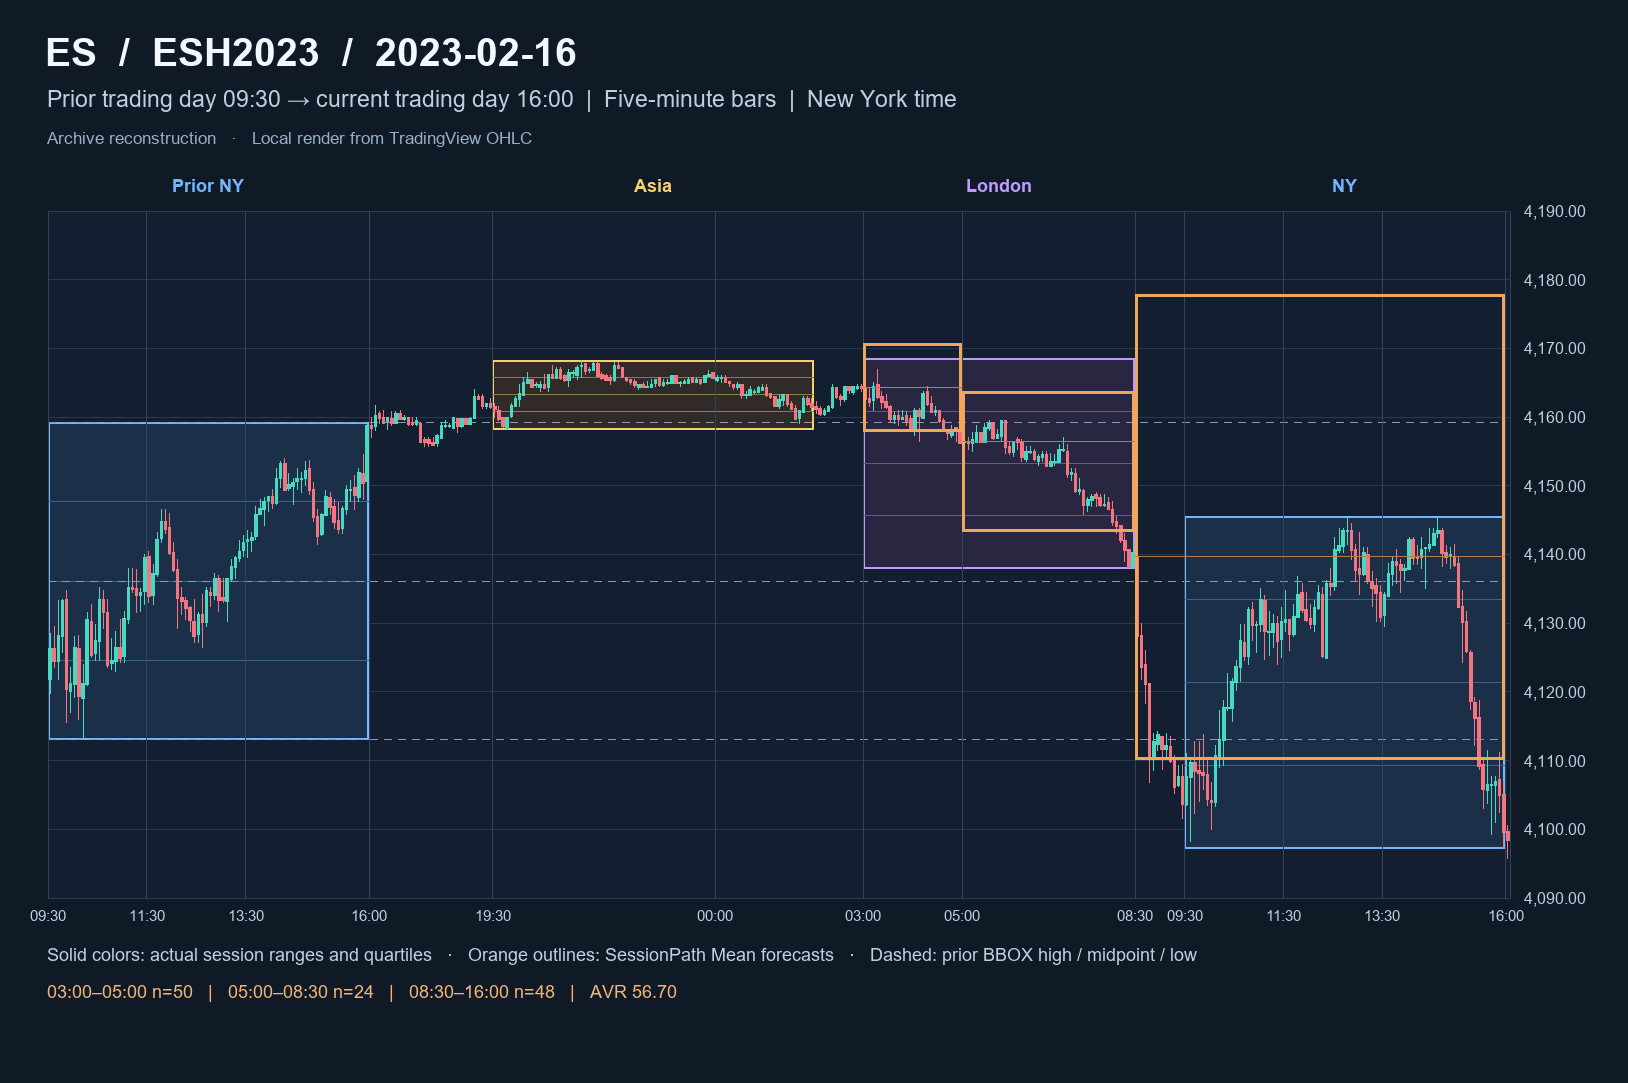 ES / ESH2023 / 2023-02-16
Prior trading day 09:30 → current trading day 16:00 | Five-minute bars | New York time
Archive reconstruction · Local render from TradingView OHLC
Prior NY Asia London NY
4,190.00
4,180.00
4,170.00
4,160.00
4,150.00
4,140.00
4,130.00
4,120.00
4,110.00
4,100.00
4,090.00
09:30 11:30 13:30 16:00 19:30 00:00 03:00 05:00 08:30 09:30 11:30 13:30 16:00
Solid colors: actual session ranges and quartiles · Orange outlines: SessionPath Mean forecasts · Dashed: prior BBOX high / midpoint / low
03:00–05:00 n=50 | 05:00–08:30 n=24 | 08:30–16:00 n=48 | AVR 56.70